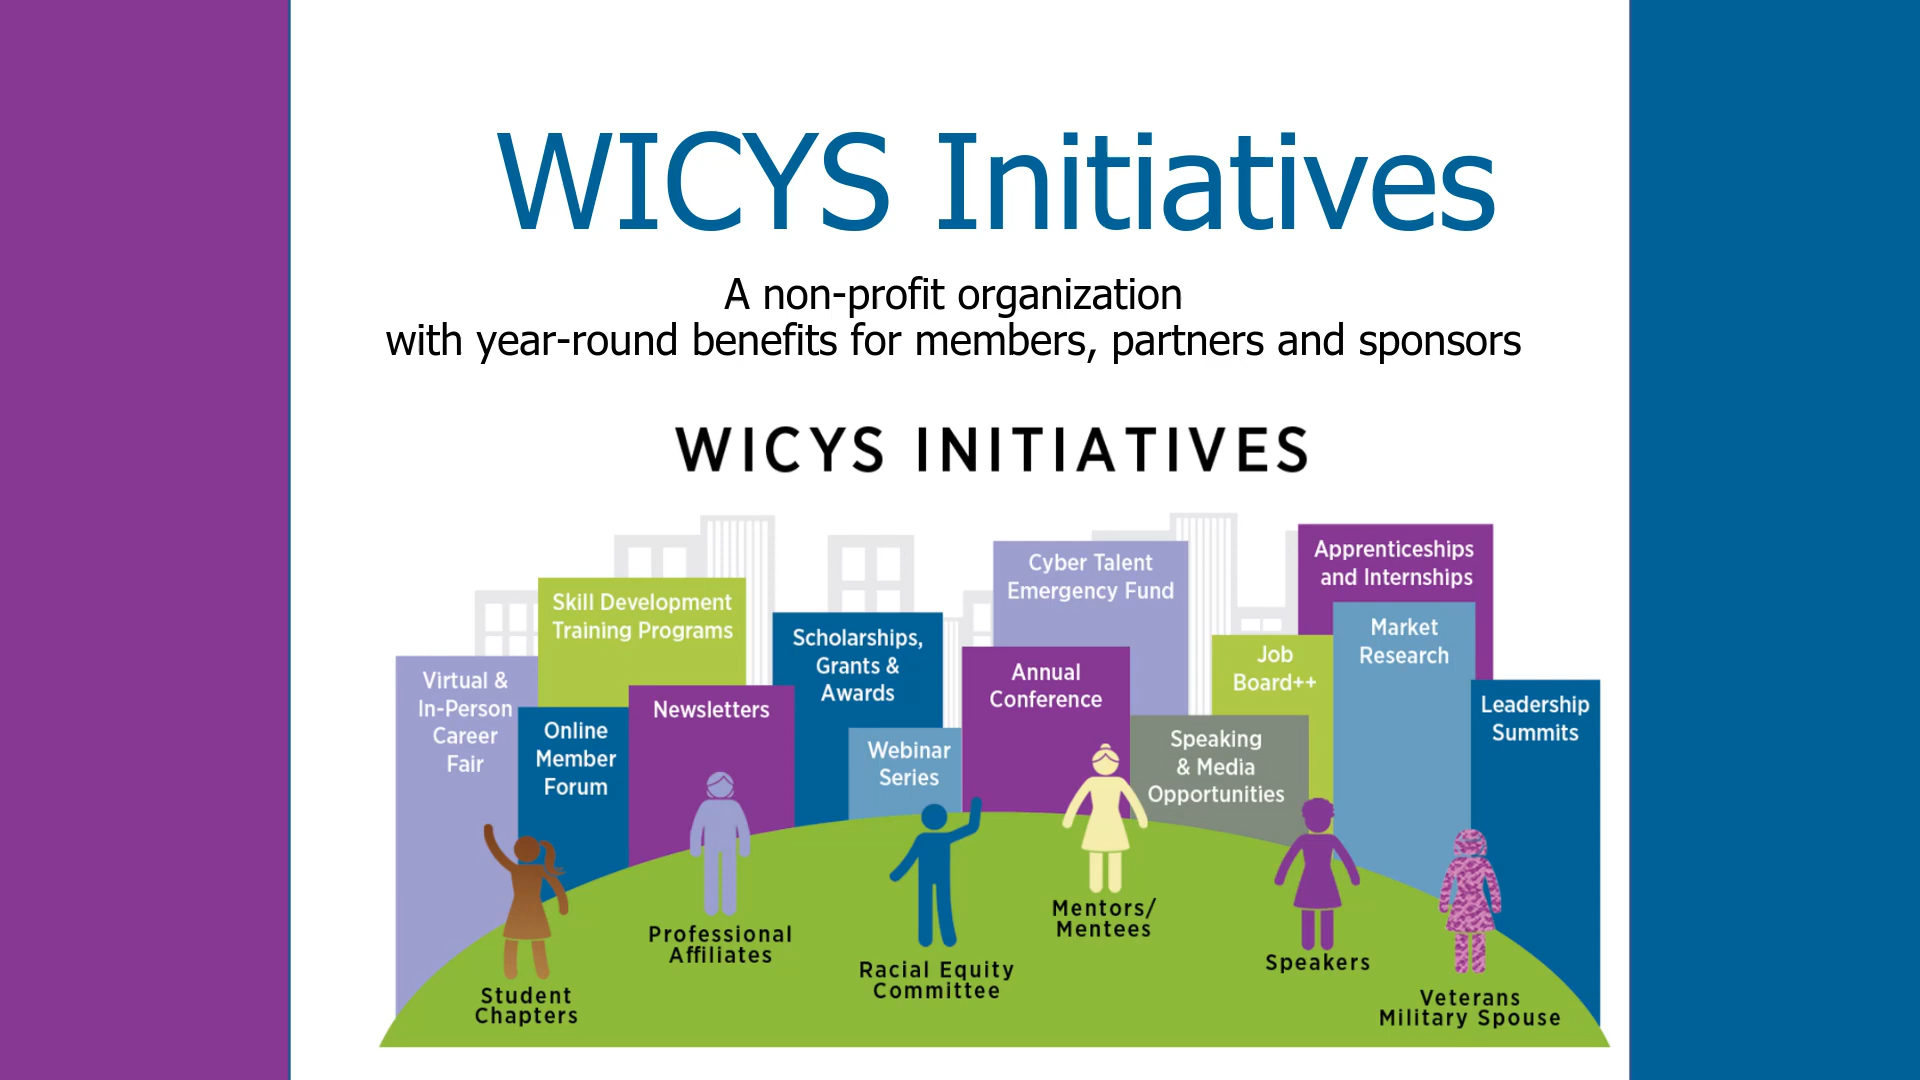 WICYS Initiatives
A non-profit organization
with year-round benefits for members, partners and sponsors
WICYS INITIATIVES
Virtual &
In-Person
Career
Fair
Skill Development
Training Programs
Online
Member
Forum
Newsletters
Scholarships,
Grants &
Awards
Webinar
Series
Cyber Talent
Emergency Fund
Annual
Conference
Speaking
& Media
Opportunities
Job
Board++
Apprenticeships
and Internships
Market
Research
Leadership
Summits
Student
Chapters
Professional
Affiliates
Racial Equity
Committee
Mentors/
Mentees
Speakers
Veterans
Military Spouse